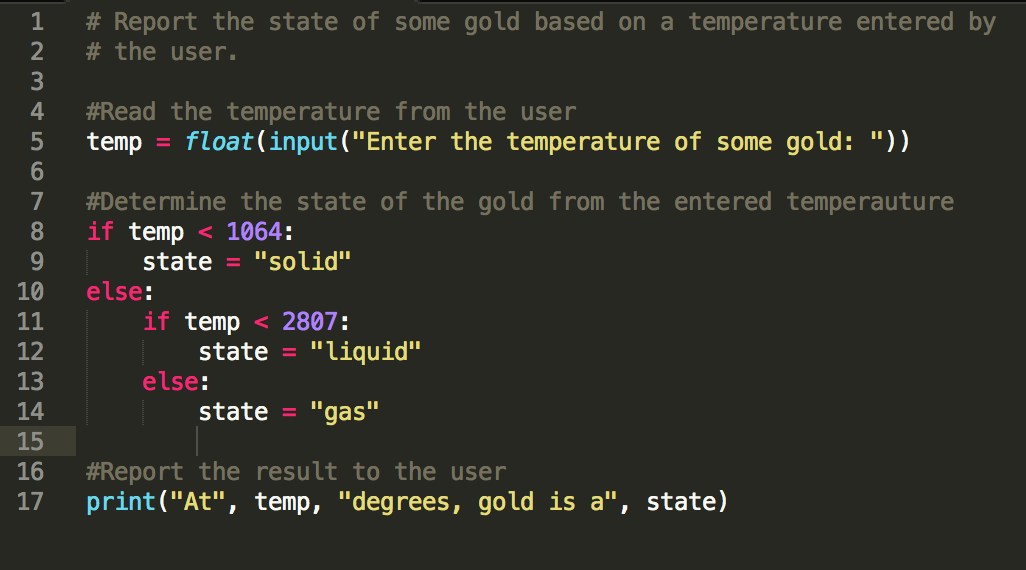 1 # Report the state of some gold based on a temperature entered by
2 # the user.
3
4 #Read the temperature from the user
5 temp = float(input("Enter the temperature of some gold: "))
6
7 #Determine the state of the gold from the entered temperauture
8 if temp < 1064:
9     state = "solid"
10 else:
11     if temp < 2807:
12         state = "liquid"
13     else:
14         state = "gas"
15
16 #Report the result to the user
17 print("At", temp, "degrees, gold is a", state)